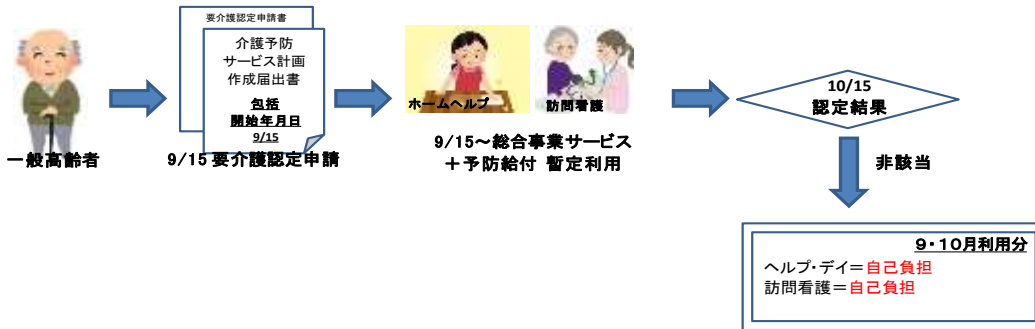 一般高齢者
要介護認定申請書
介護予防
サービス計画
作成届出書
包括
開始年月日
9/15
9/15 要介護認定申請
ホームヘルプ
訪問看護
9/15～総合事業サービス
＋予防給付 暫定利用
10/15
認定結果
非該当
9・10月利用分
ヘルプ・デイ＝自己負担
訪問看護＝自己負担